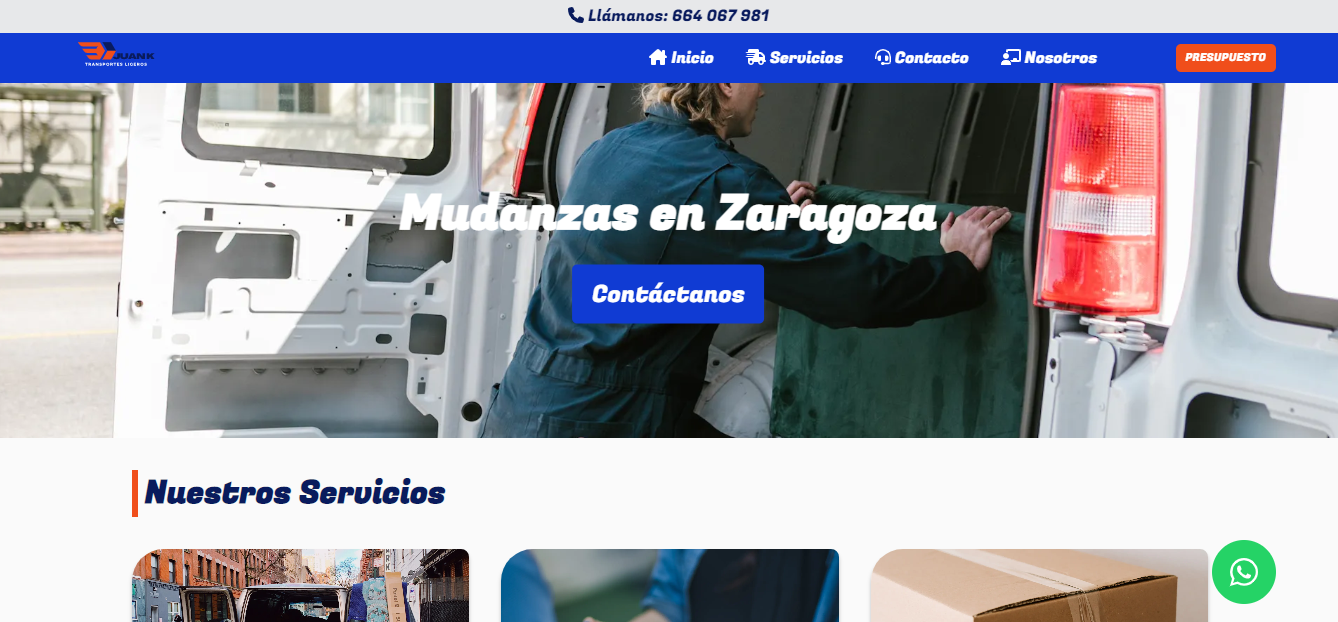 Llámanos: 664 067 981
JUANK
TRANSPORTES LIGEROS
Inicio
Servicios
Contacto
Nosotros
PRESUPUESTO
Mudanzas en Zaragoza
Contáctanos
Nuestros Servicios